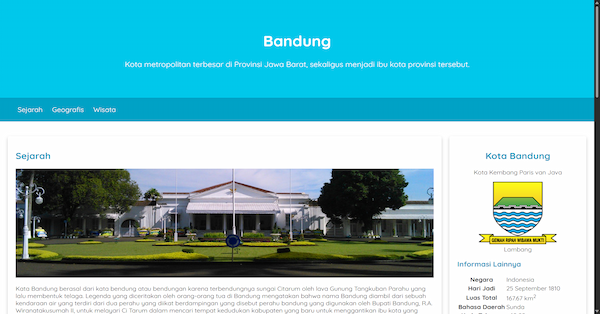 Bandung
Kota metropolitan terbesar di Provinsi Jawa Barat, sekaligus menjadi ibu kota provinsi tersebut.
Sejarah Geografis Wisata
Sejarah
Kota Bandung berasal dari kata bendung atau bendungan karena terbendungnya sungai Citarum oleh lava Gunung Tangkuban Parahu yang
lalu membentuk telaga. Legenda yang diceritakan oleh orang-orang tua di Bandung mengatakan bahwa nama Bandung diambil dari sebuah
kendaraan air yang terdiri dari dua perahu yang diikat berdampingan yang disebut perahu bandung yang digunakan oleh Bupati Bandung, R.A.
Wiranatakusumah II, untuk melayari Ci Tarum dalam mencari tempat kedudukan kabupaten yang baru untuk menggantikan ibu kota yang
Kota Bandung
Kota Kembang Paris van Java
GEMAH RIPAH WIBAWA MUKTI
Lambang
Informasi Lainnya
Negara Indonesia
Hari Jadi 25 September 1810
Luas Total 167.67 km²
Bahasa Daerah Sunda